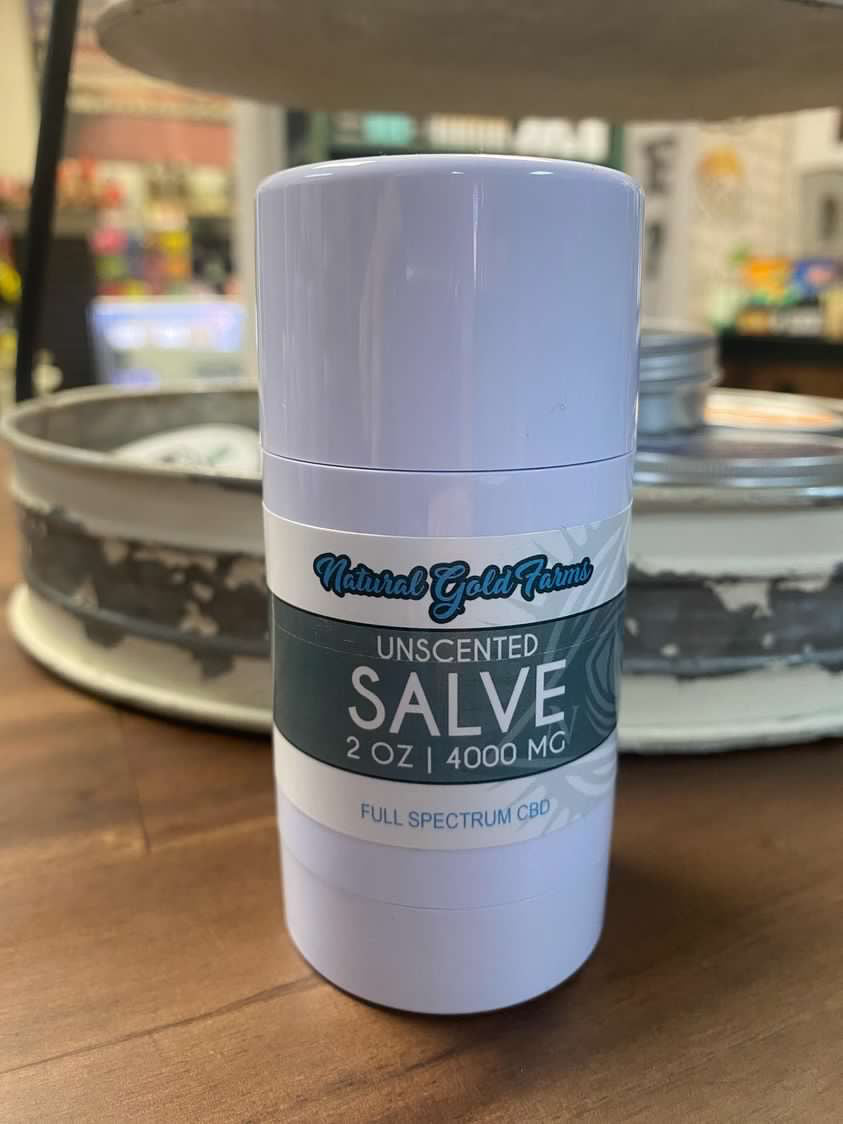 Natural Gold Farms
UNSCENTED
SALVE
2 OZ | 4000 MG
FULL SPECTRUM CBD